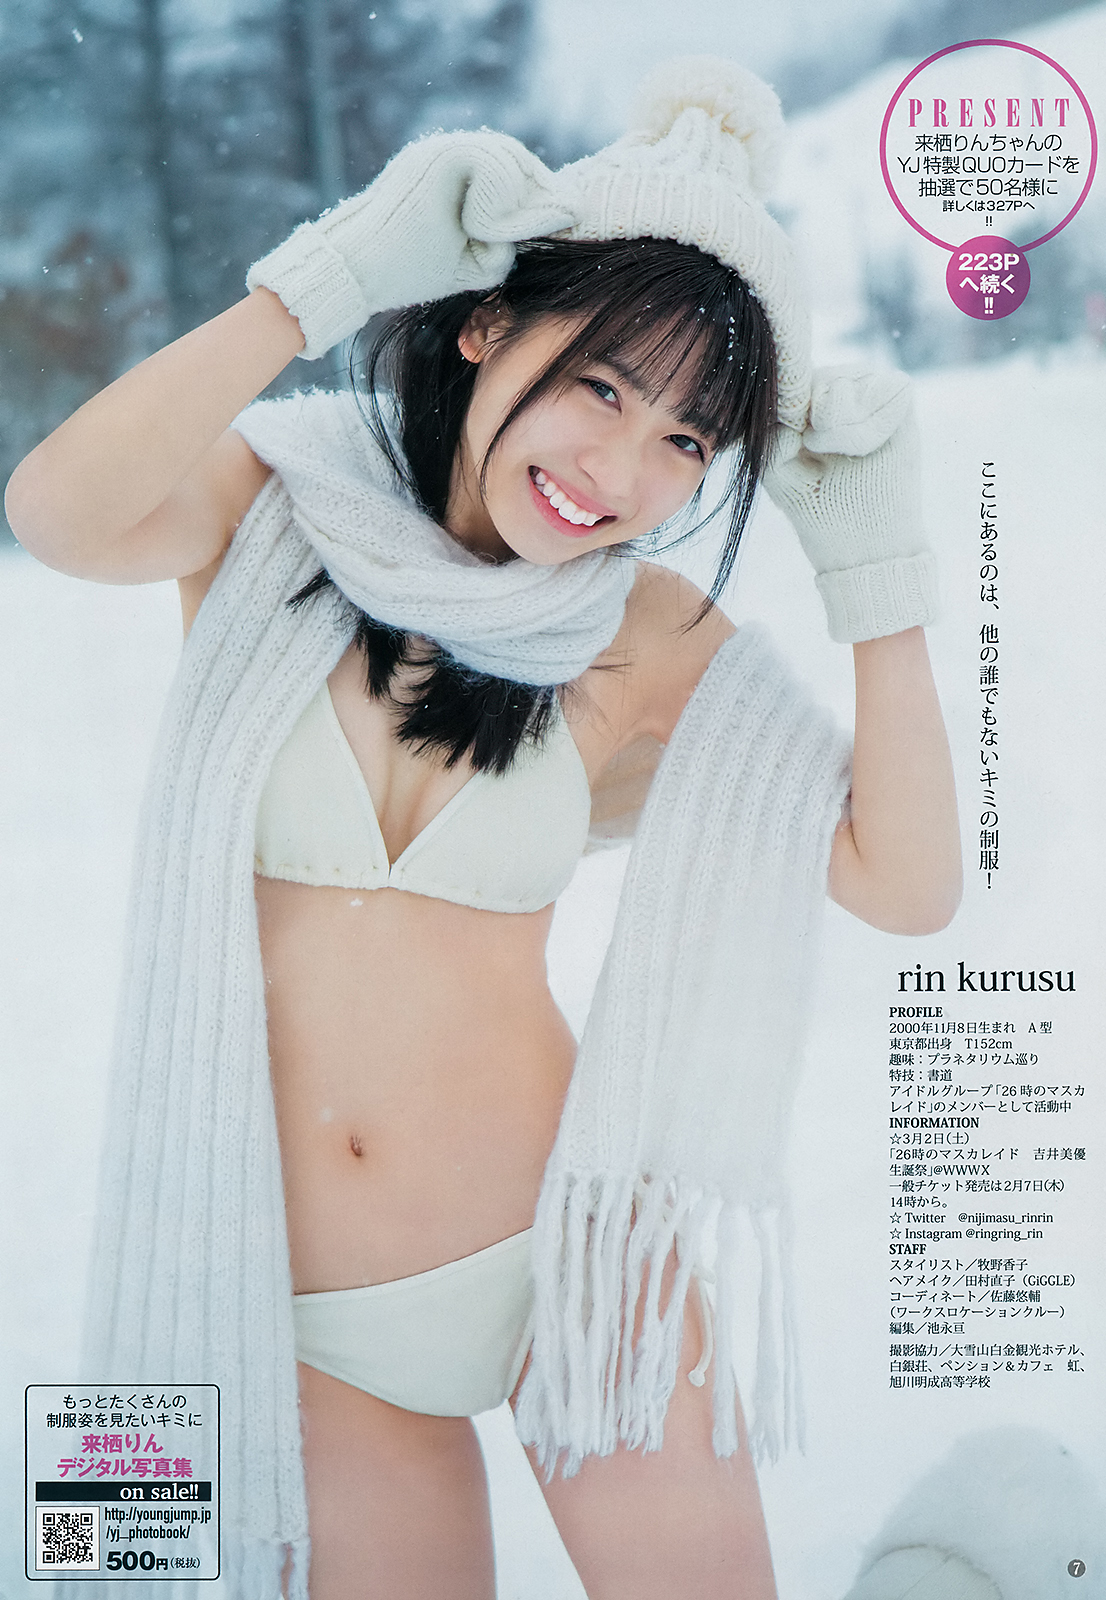 PRESENT
来栖りんちゃんの
YJ特製QUOカードを
抽選で50名様に
詳しくは327Pへ
!!
223P
へ続く
!!
ここにあるのは、他の誰でもないキミの制服！
rin kurusu
PROFILE
2000年11月8日生まれ　A型
東京都出身　T152cm
趣味：プラネタリウム巡り
特技：書道
アイドルグループ「26時のマスカ
レイド」のメンバーとして活動中
INFORMATION
☆3月2日(土)
「26時のマスカレイド　吉井美優
生誕祭」@WWWX
一般チケット発売は2月7日(木)
14時から。
☆Twitter　@nijimasu_rinrin
☆Instagram @ringring_rin
STAFF
スタイリスト／牧野香子
ヘアメイク／田村直子（GiGGLE）
コーディネート／佐藤悠輔
（ワークスロケーションクルー）
編集／池永亘
撮影協力／大雪山白金観光ホテル、
白銀荘、ペンション＆カフェ　虹、
旭川明成高等学校
もっとたくさんの
制服姿を見たいキミに
来栖りん
デジタル写真集
on sale!!
http://youngjump.jp
/yj_photobook/
500円(税抜)
7